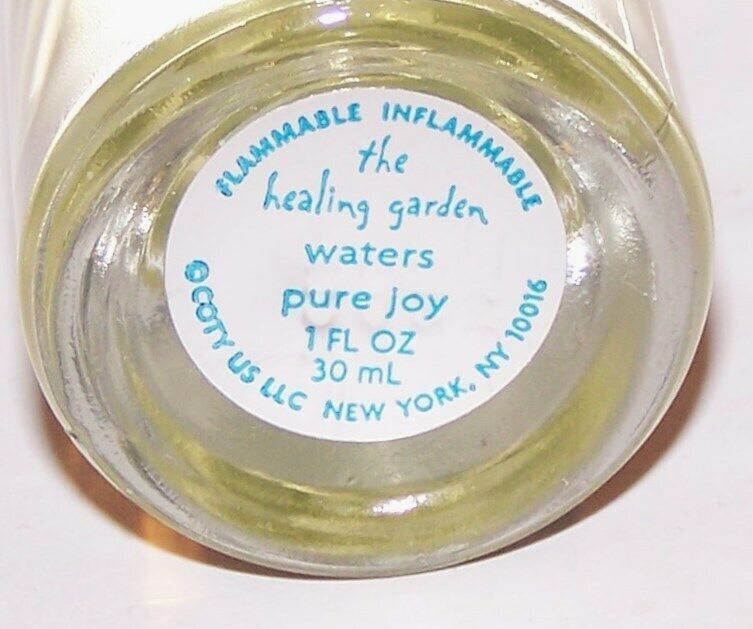 FLAMMABLE INFLAMMABLE
the
healing garden
waters
pure joy
1 FL OZ
30 mL
©COTY US LLC NEW YORK, NY 10016